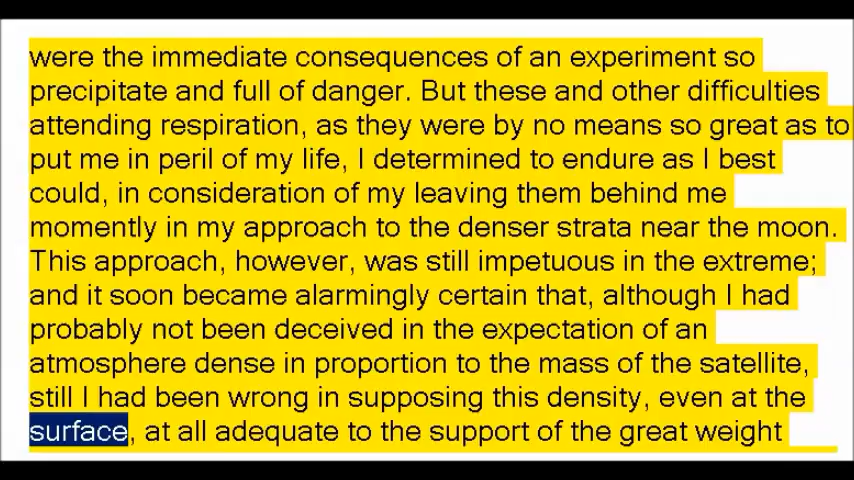 were the immediate consequences of an experiment so
precipitate and full of danger. But these and other difficulties
attending respiration, as they were by no means so great as to
put me in peril of my life, I determined to endure as I best
could, in consideration of my leaving them behind me
momently in my approach to the denser strata near the moon.
This approach, however, was still impetuous in the extreme;
and it soon became alarmingly certain that, although I had
probably not been deceived in the expectation of an
atmosphere dense in proportion to the mass of the satellite,
still I had been wrong in supposing this density, even at the
surface, at all adequate to the support of the great weight